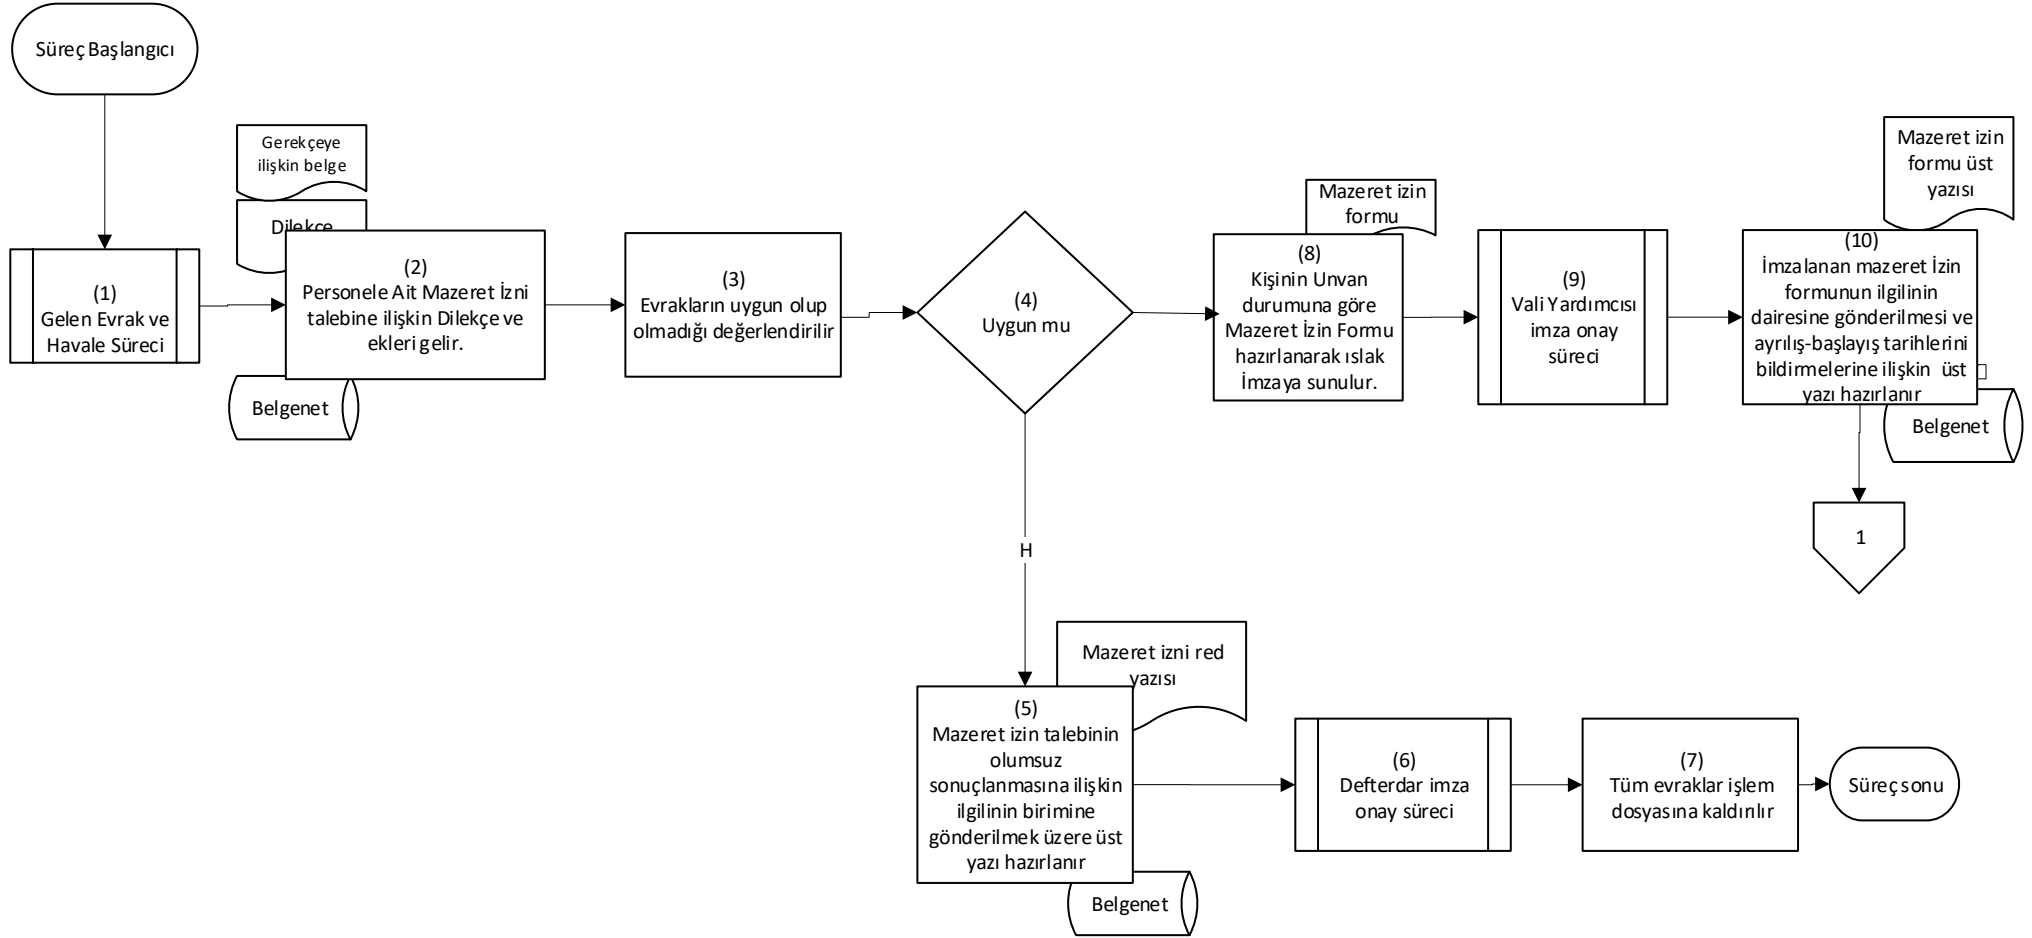 Süreç Başlangıcı
Gerekçeye
ilişkin belge
Dilekçe
(1)
Gelen Evrak ve
Havale Süreci
(2)
Personele Ait Mazeret İzni
talebine ilişkin Dilekçe ve
ekleri gelir.
Belgenet
(3)
Evrakların uygun olup
olmadığı değerlendirilir
(4)
Uygun mu
Mazeret izin
formu
(8)
Kişinin Unvan
durumuna göre
Mazeret İzin Formu
hazırlanarak ıslak
İmzaya sunulur.
(9)
Vali Yardımcısı
imza onay
süreci
Mazeret izin
formu üst
yazısı
(10)
İmzalanan mazeret İzin
formunun ilgilinin
dairesine gönderilmesi ve
ayrılış-başlayış tarihlerini
bildirmelerine ilişkin  üst
yazı hazırlanır
Belgenet
1
H
Mazeret izni red
yazısı
(5)
Mazeret izin talebinin
olumsuz
sonuçlanmasına ilişkin
ilgilinin birimine
gönderilmek üzere üst
yazı hazırlanır
Belgenet
(6)
Defterdar imza
onay süreci
(7)
Tüm evraklar işlem
dosyasına kaldırılır
Süreç sonu